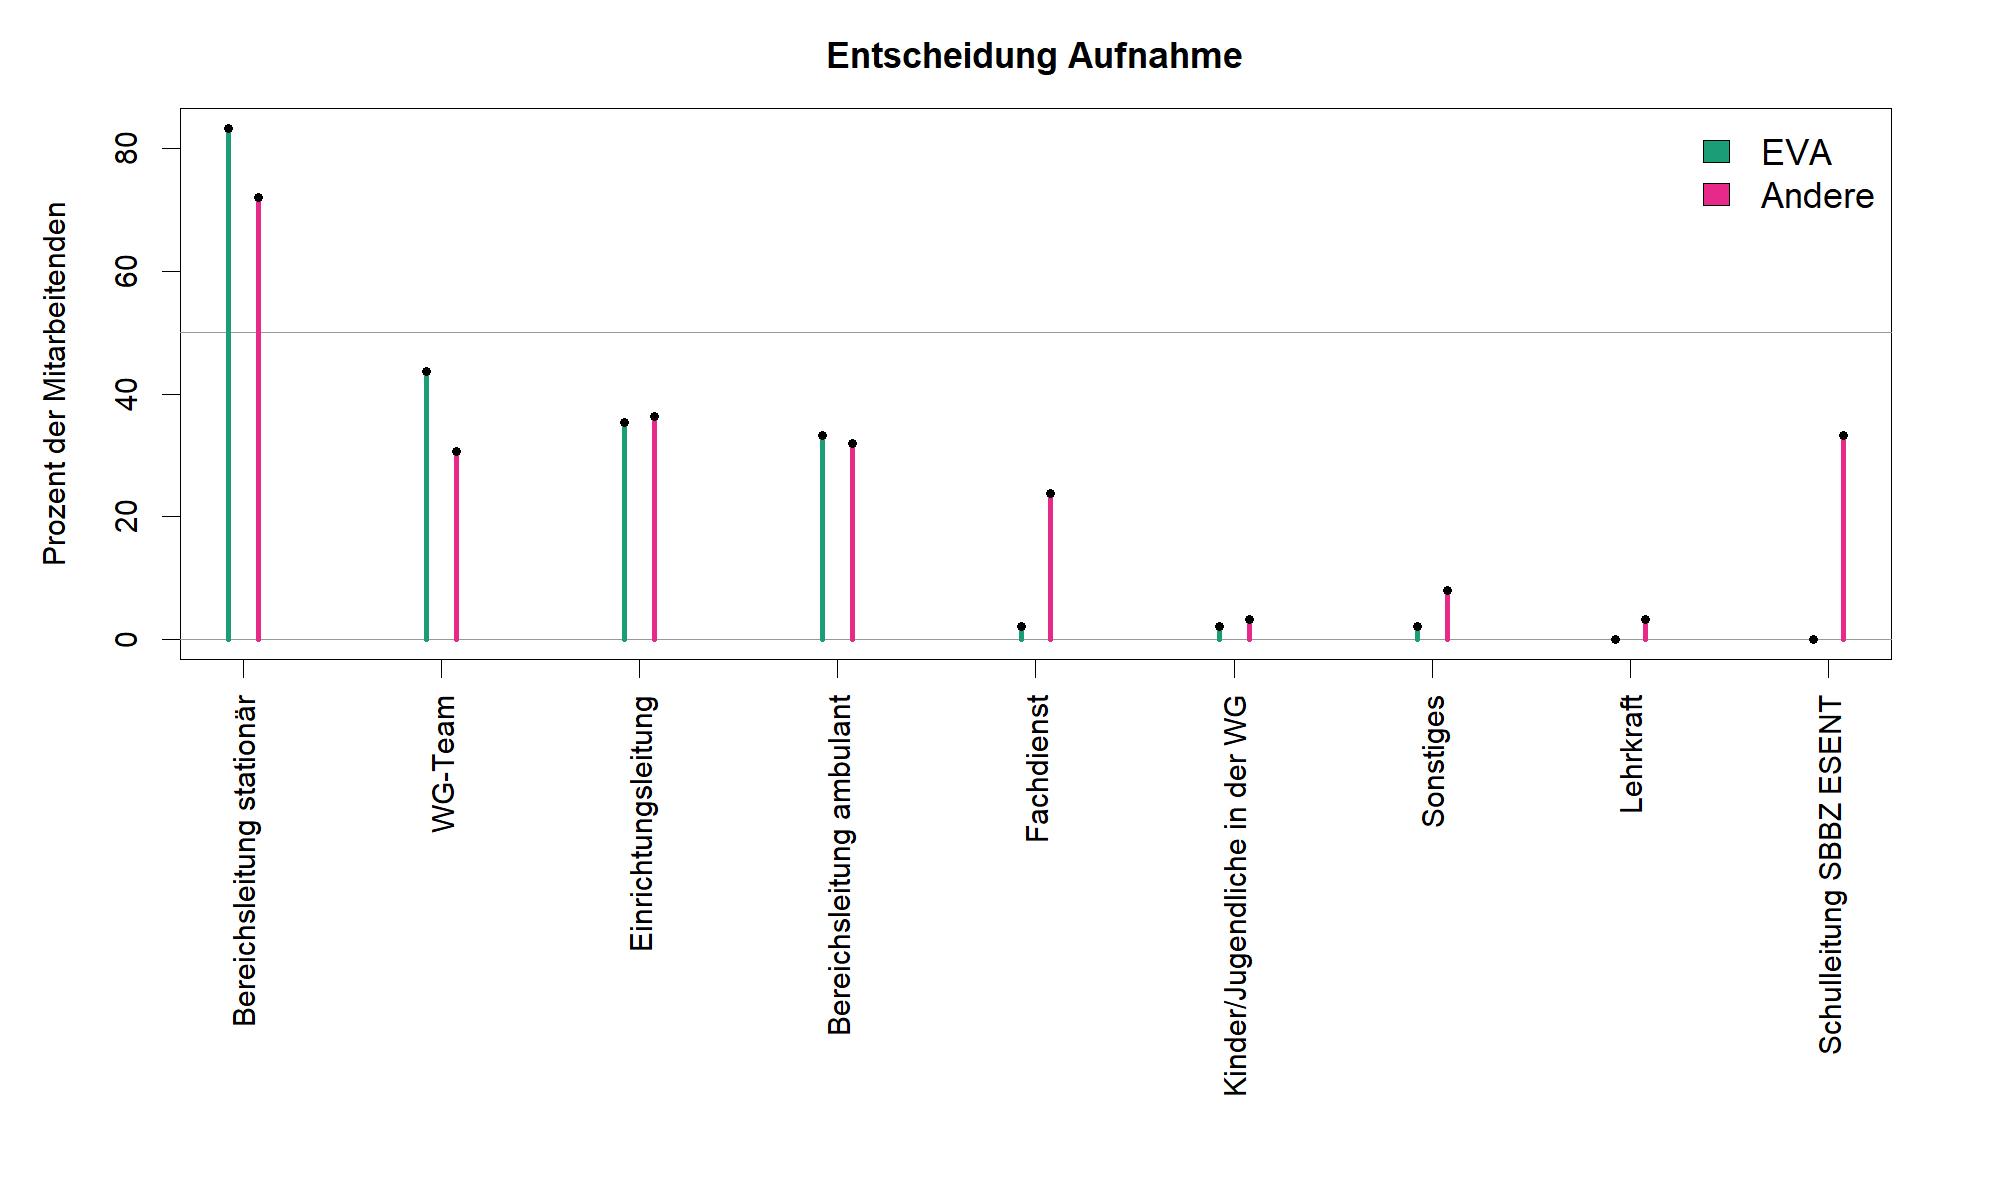 Entscheidung Aufnahme
EVA
Andere
Prozent der Mitarbeitenden
80
60
40
20
0
Bereichsleitung stationär
WG-Team
Einrichtungsleitung
Bereichsleitung ambulant
Fachdienst
Kinder/Jugendliche in der WG
Sonstiges
Lehrkraft
Schulleitung SBBZ ESENT